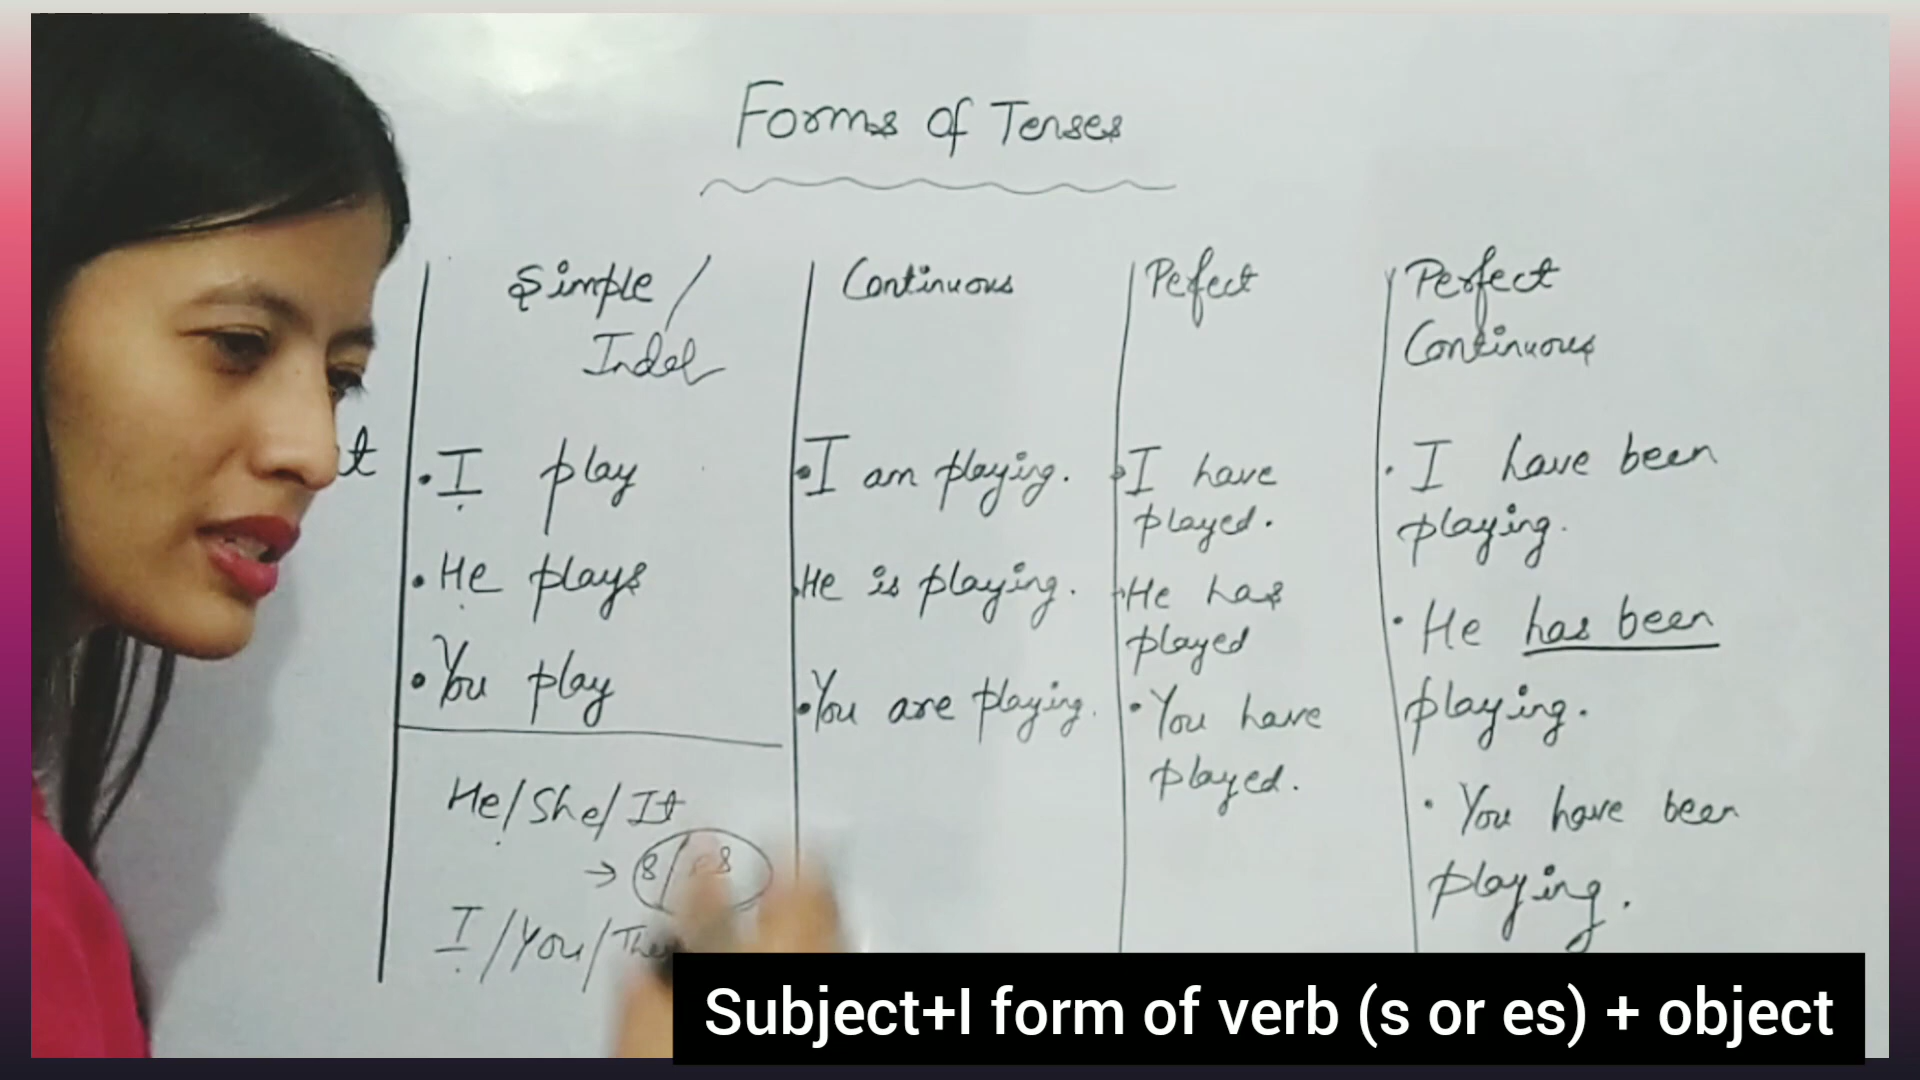 Forms of Tenses
Simple /
Continuous
Pefect
Perfect
Continuous
t
• I play
• He plays
• You play
• I am playing.
He is playing.
• You are playing.
• I have
played.
He has
played
• You have
played.
• I have been
playing.
• He has been
playing.
• You have been
playing.
He/She/It
→ s/es
I/You/The
Subject+I form of verb (s or es) + object